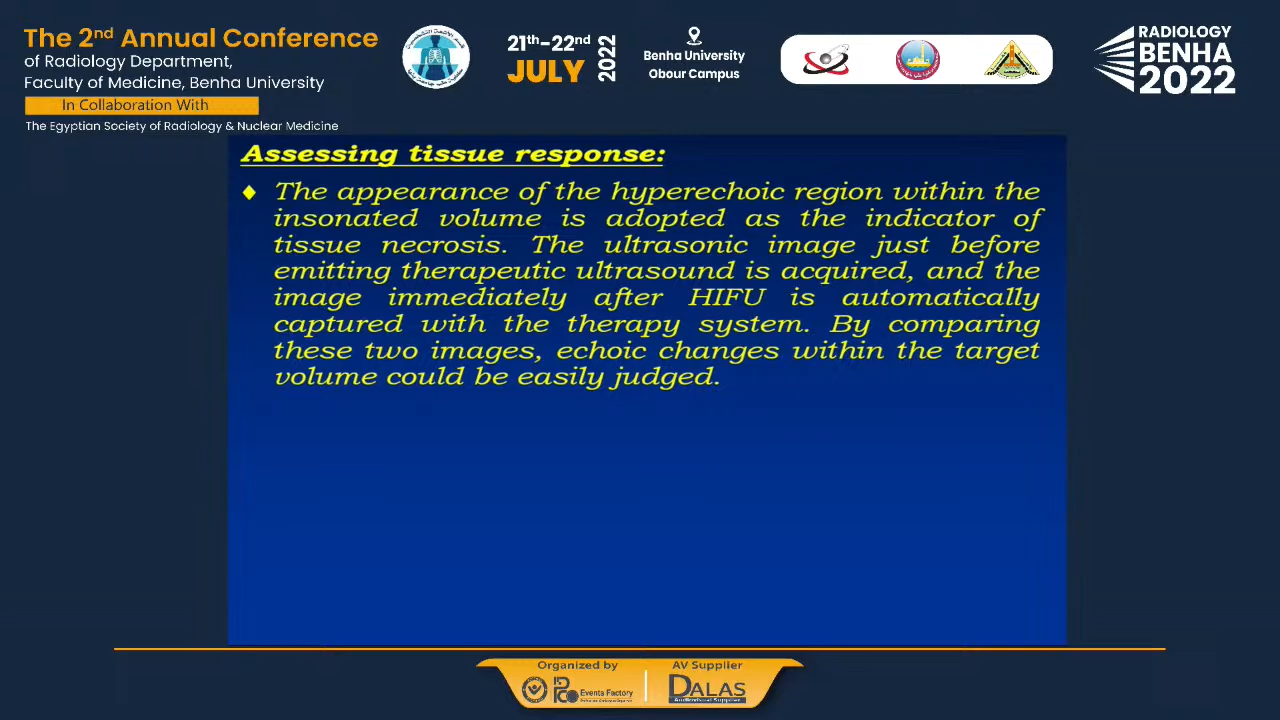 The 2nd Annual Conference
of Radiology Department,
Faculty of Medicine, Benha University
In Collaboration With
The Egyptian Society of Radiology & Nuclear Medicine
21th-22nd
JULY
2022
Benha University
Obour Campus
RADIOLOGY
BENHA
2022
Assessing tissue response:
The appearance of the hyperechoic region within the
insonated volume is adopted as the indicator of
tissue necrosis. The ultrasonic image just before
emitting therapeutic ultrasound is acquired, and the
image immediately after HIFU is automatically
captured with the therapy system. By comparing
these two images, echoic changes within the target
volume could be easily judged.
Organized by
Events Factory
AV Supplier
DALAS
Audiovisual Supplier